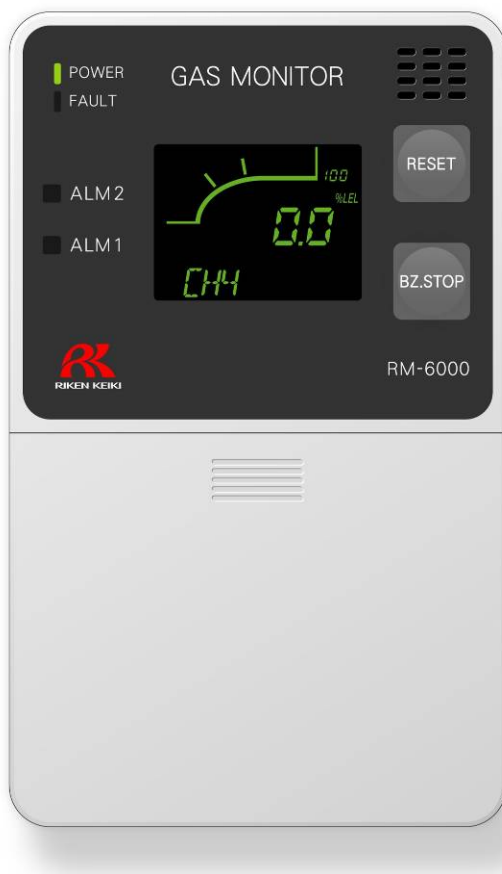 POWER
FAULT
GAS MONITOR
RESET
ALM2
ALM1
100
%LEL
0.0
CH4
BZ.STOP
RIKEN KEIKI
RM-6000